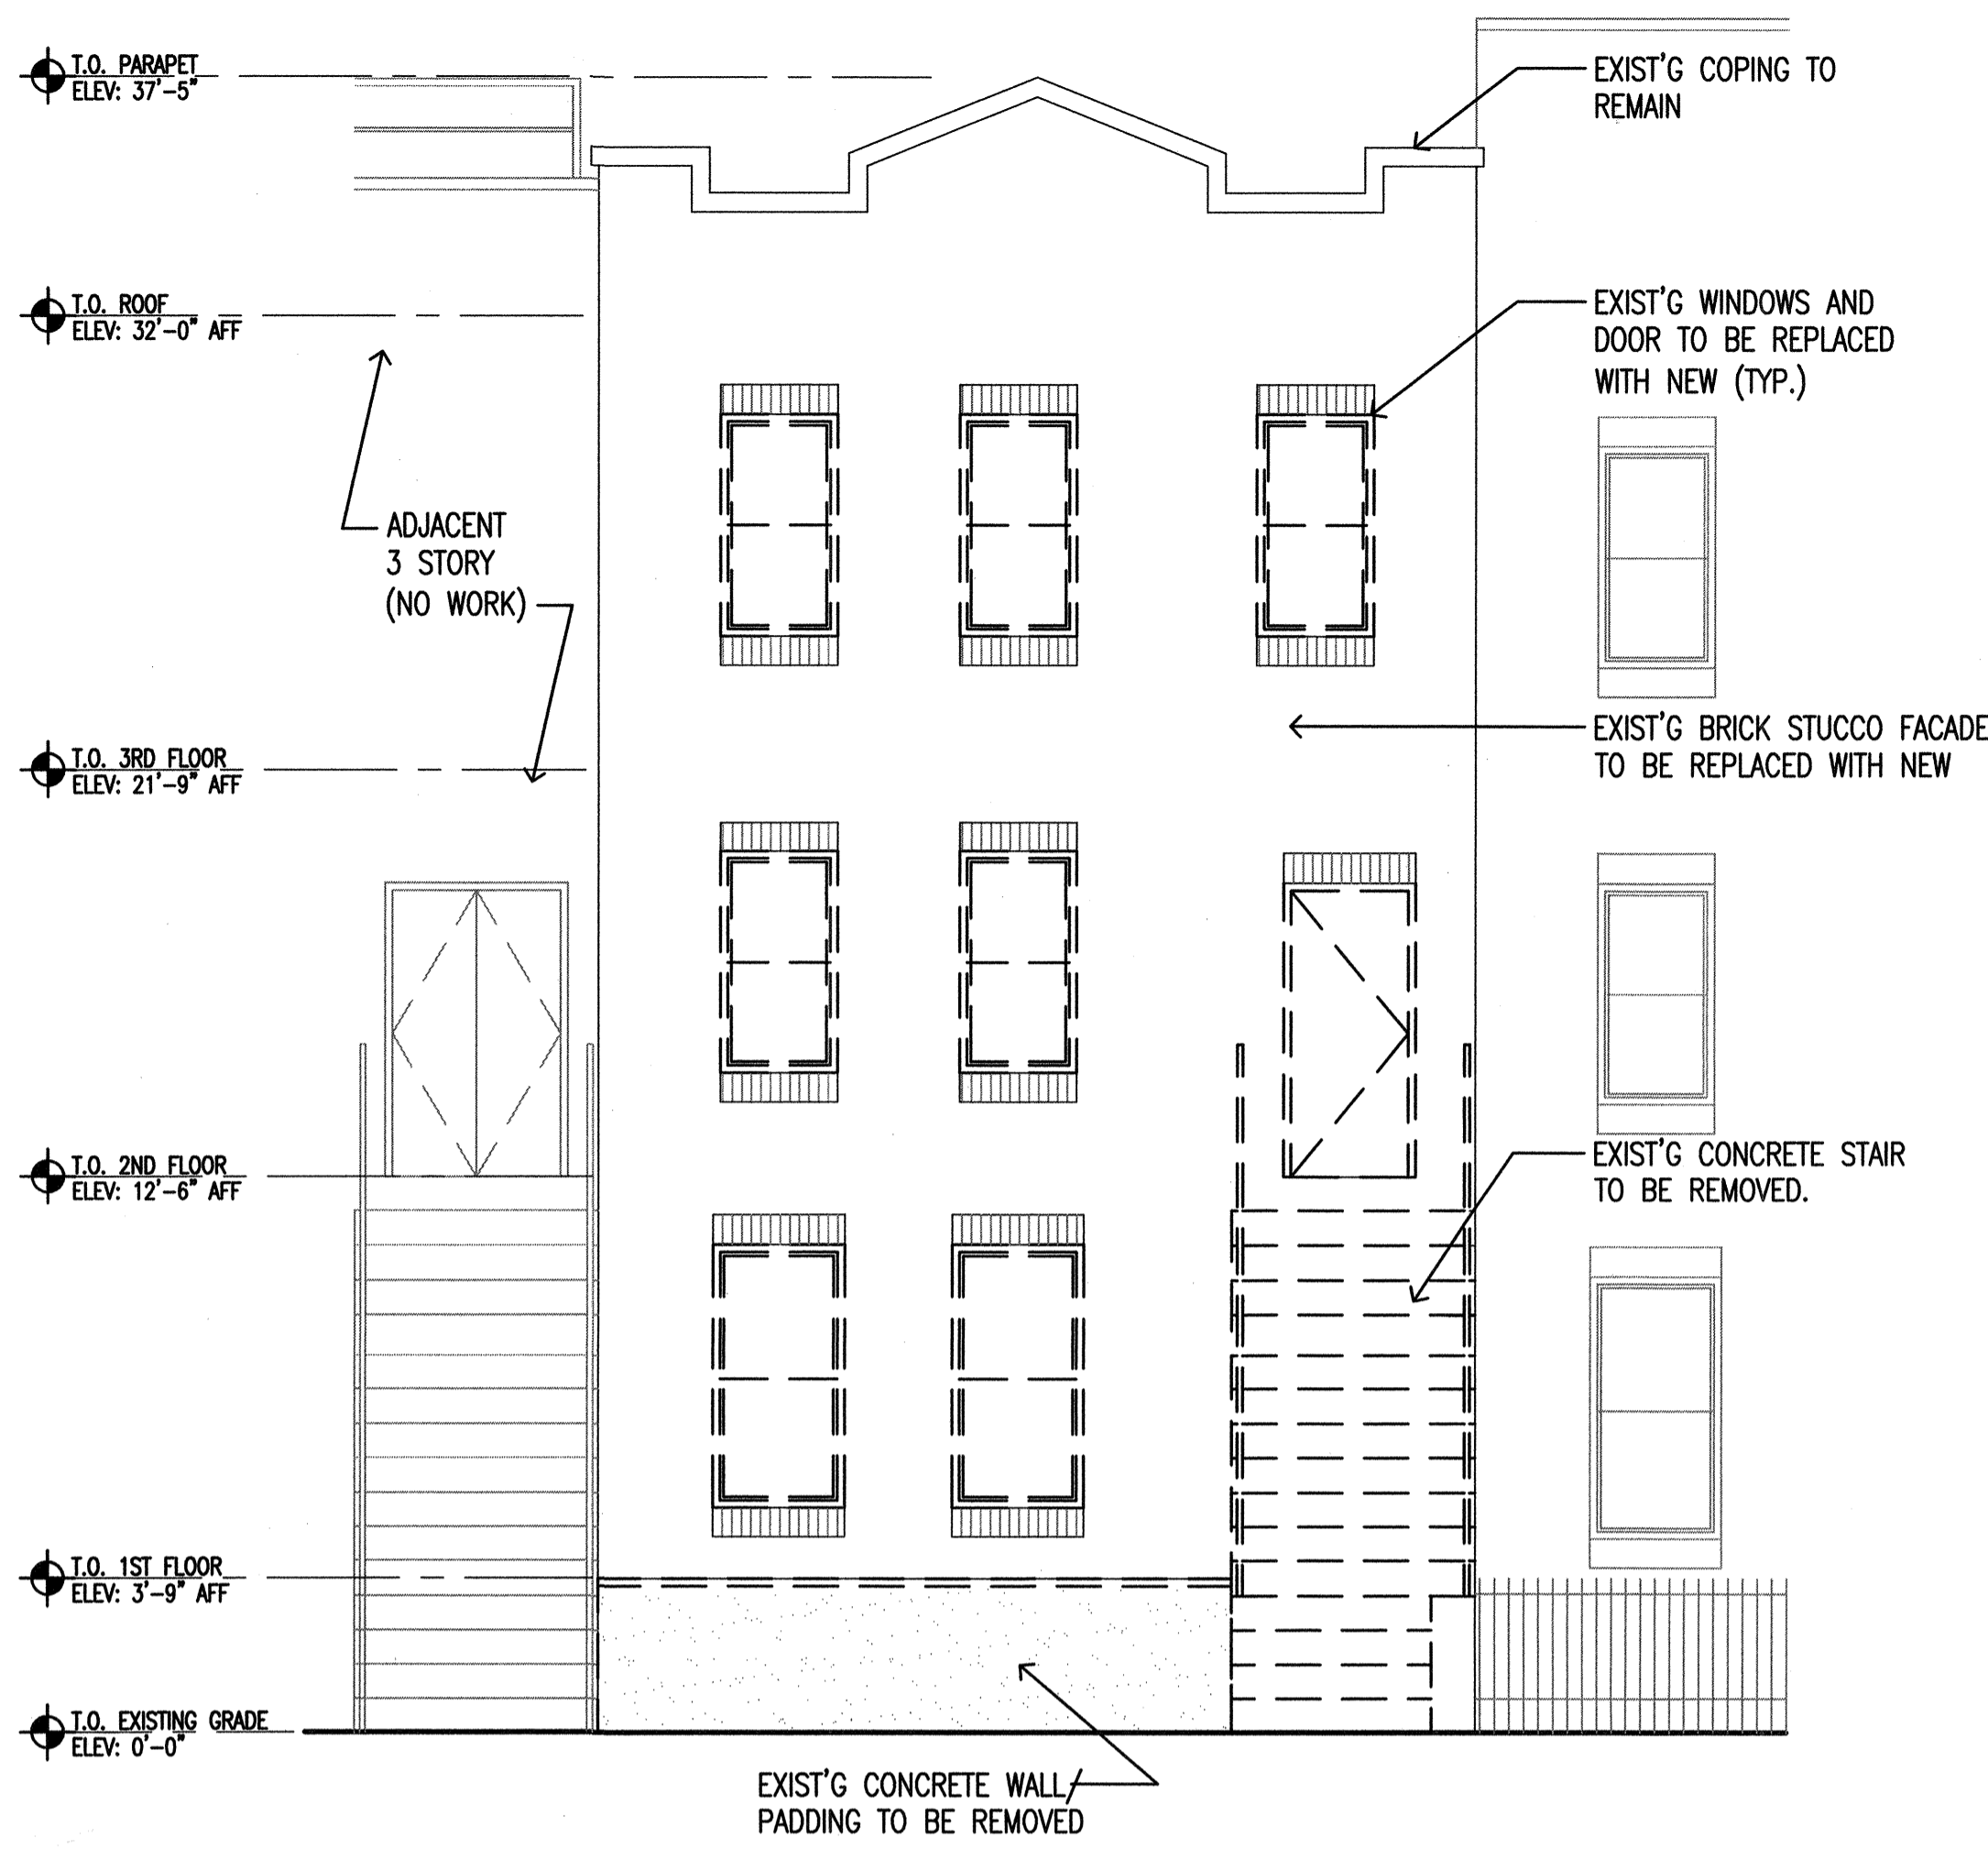 T.O. PARAPET
ELEV: 37'-5"
EXIST'G COPING TO
REMAIN
T.O. ROOF
ELEV: 32'-0" AFF
EXIST'G WINDOWS AND
DOOR TO BE REPLACED
WITH NEW (TYP.)
ADJACENT
3 STORY
(NO WORK)
EXIST'G BRICK STUCCO FACADE
TO BE REPLACED WITH NEW
T.O. 3RD FLOOR
ELEV: 21'-9" AFF
EXIST'G CONCRETE STAIR
TO BE REMOVED.
T.O. 2ND FLOOR
ELEV: 12'-6" AFF
T.O. 1ST FLOOR
ELEV: 3'-9" AFF
T.O. EXISTING GRADE
ELEV: 0'-0"
EXIST'G CONCRETE WALL/
PADDING TO BE REMOVED